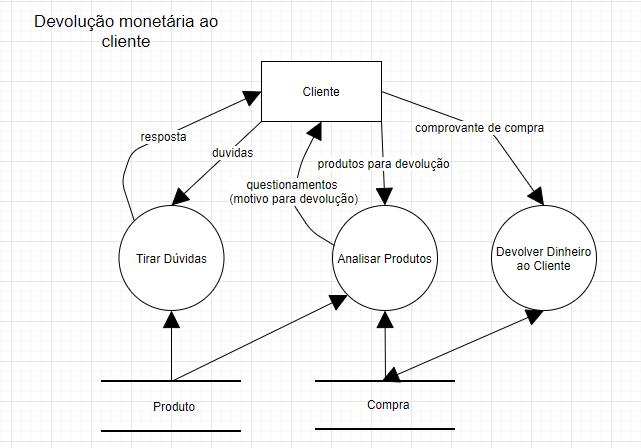 Devolução monetária ao
cliente
Cliente
resposta
duvidas
comprovante de compra
produtos para devolução
questionamentos
(motivo para devolução)
Tirar Dúvidas
Analisar Produtos
Devolver Dinheiro
ao Cliente
Produto
Compra